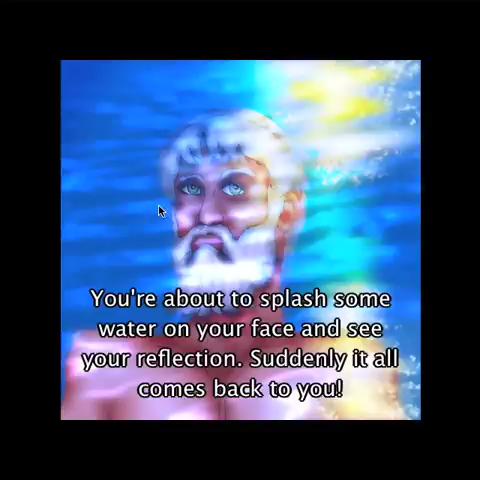 You're about to splash some
water on your face and see
your reflection. Suddenly it all
comes back to you!